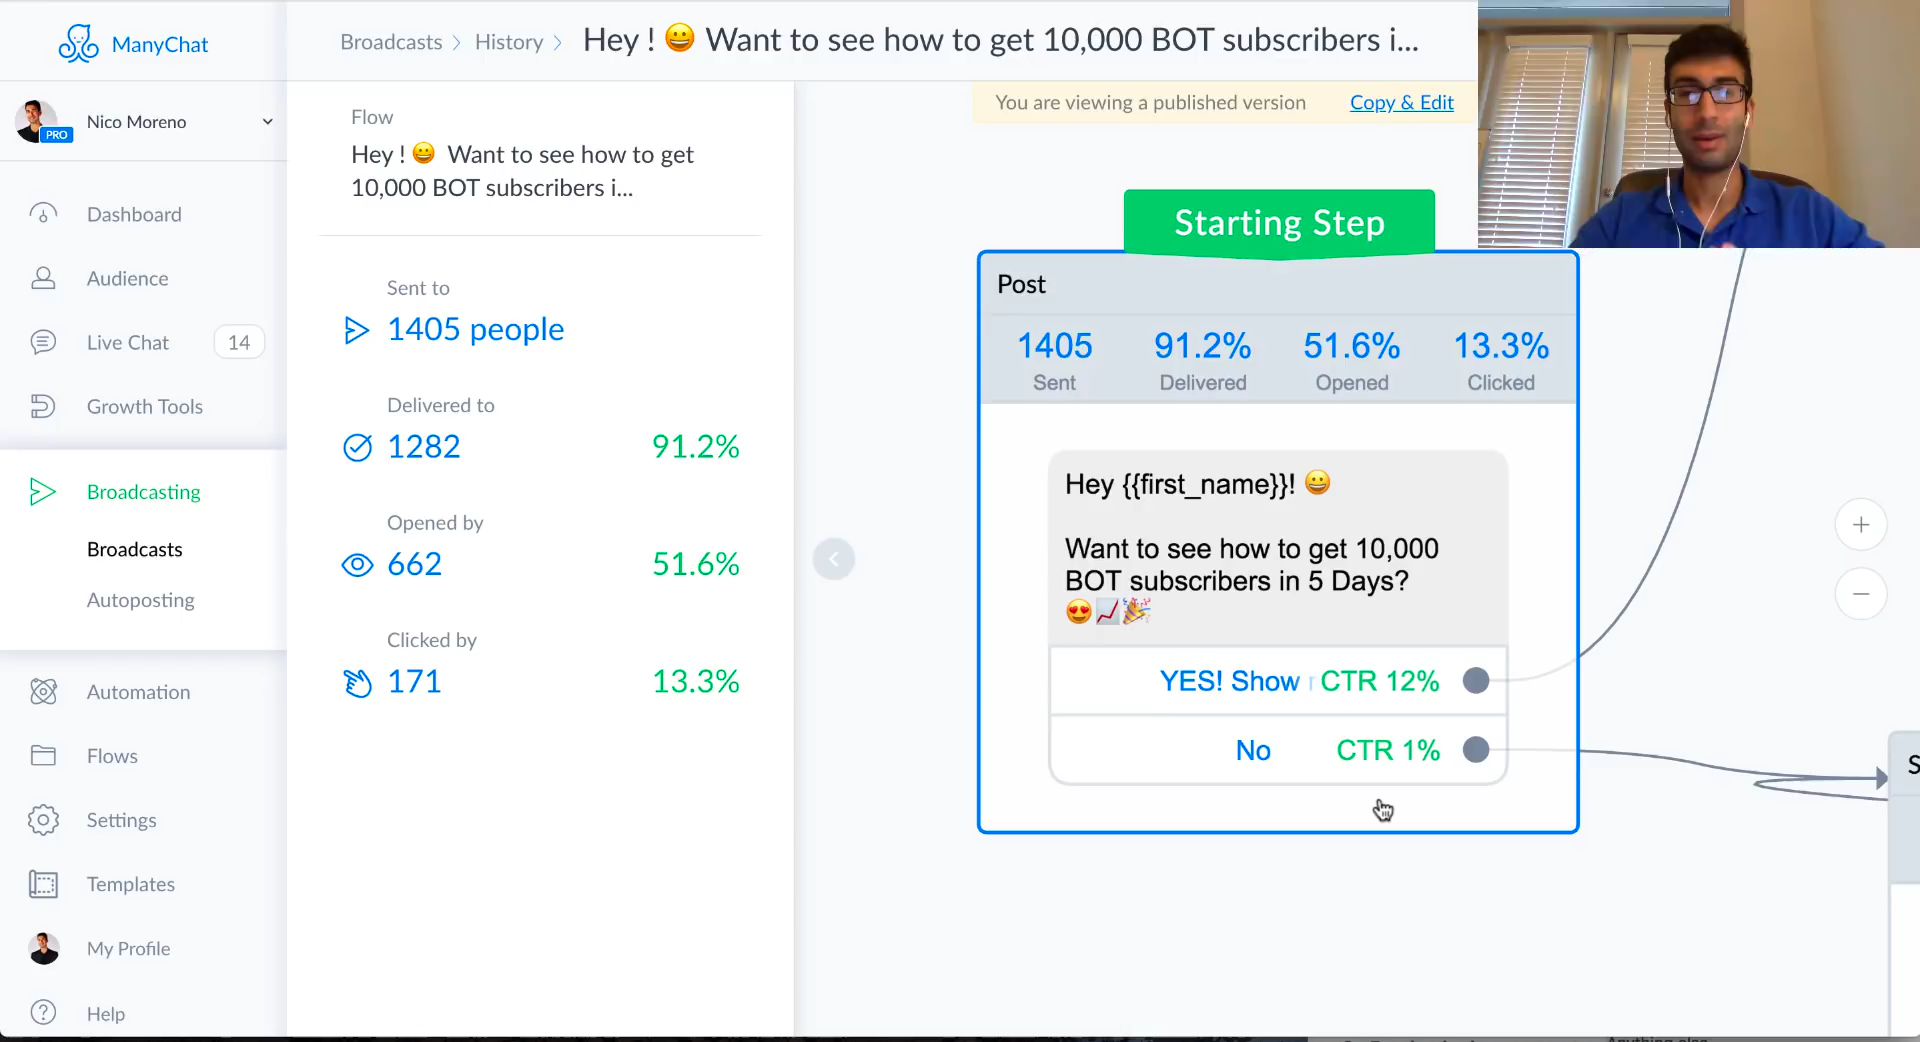 ManyChat
Broadcasts > History > Hey ! 😀 Want to see how to get 10,000 BOT subscribers i...
Nico Moreno
PRO
Dashboard
Audience
Live Chat 14
Growth Tools
Broadcasting
Broadcasts
Autoposting
Automation
Flows
Settings
Templates
My Profile
Help
Flow
Hey ! 😀 Want to see how to get
10,000 BOT subscribers i...
Sent to
1405 people
Delivered to
1282 91.2%
Opened by
662 51.6%
Clicked by
171 13.3%
You are viewing a published version Copy & Edit
Starting Step
Post
1405 91.2% 51.6% 13.3%
Sent Delivered Opened Clicked
Hey {{first_name}}! 😀
Want to see how to get 10,000
BOT subscribers in 5 Days?
😍📈🎉
YES! Show CTR 12%
No CTR 1%
S